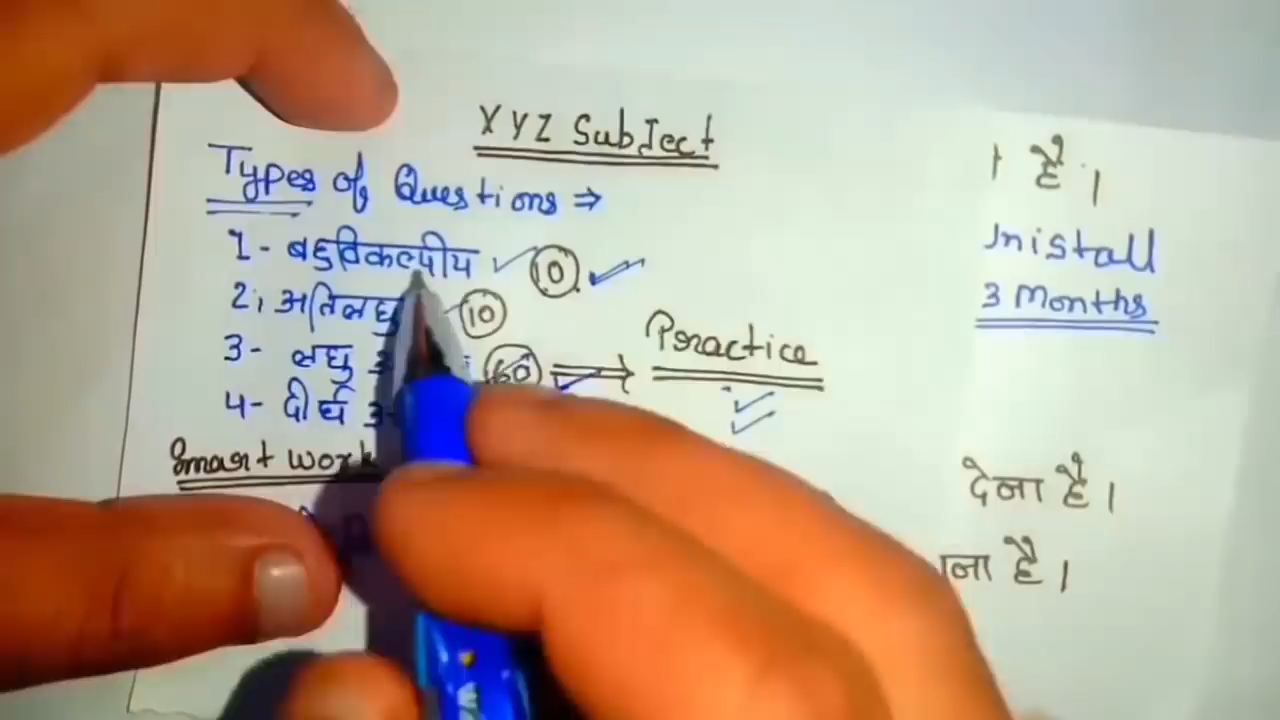 XYZ SubJect
Types of Questions ⇒
1- बहुविकल्पीय ✓ 10 ✓
2, अतिलघु 10
3- लघु 60 ⇒ Practice
4- दीर्घ
Smart work
है।
Inistall
3 Months
देना है।
है।